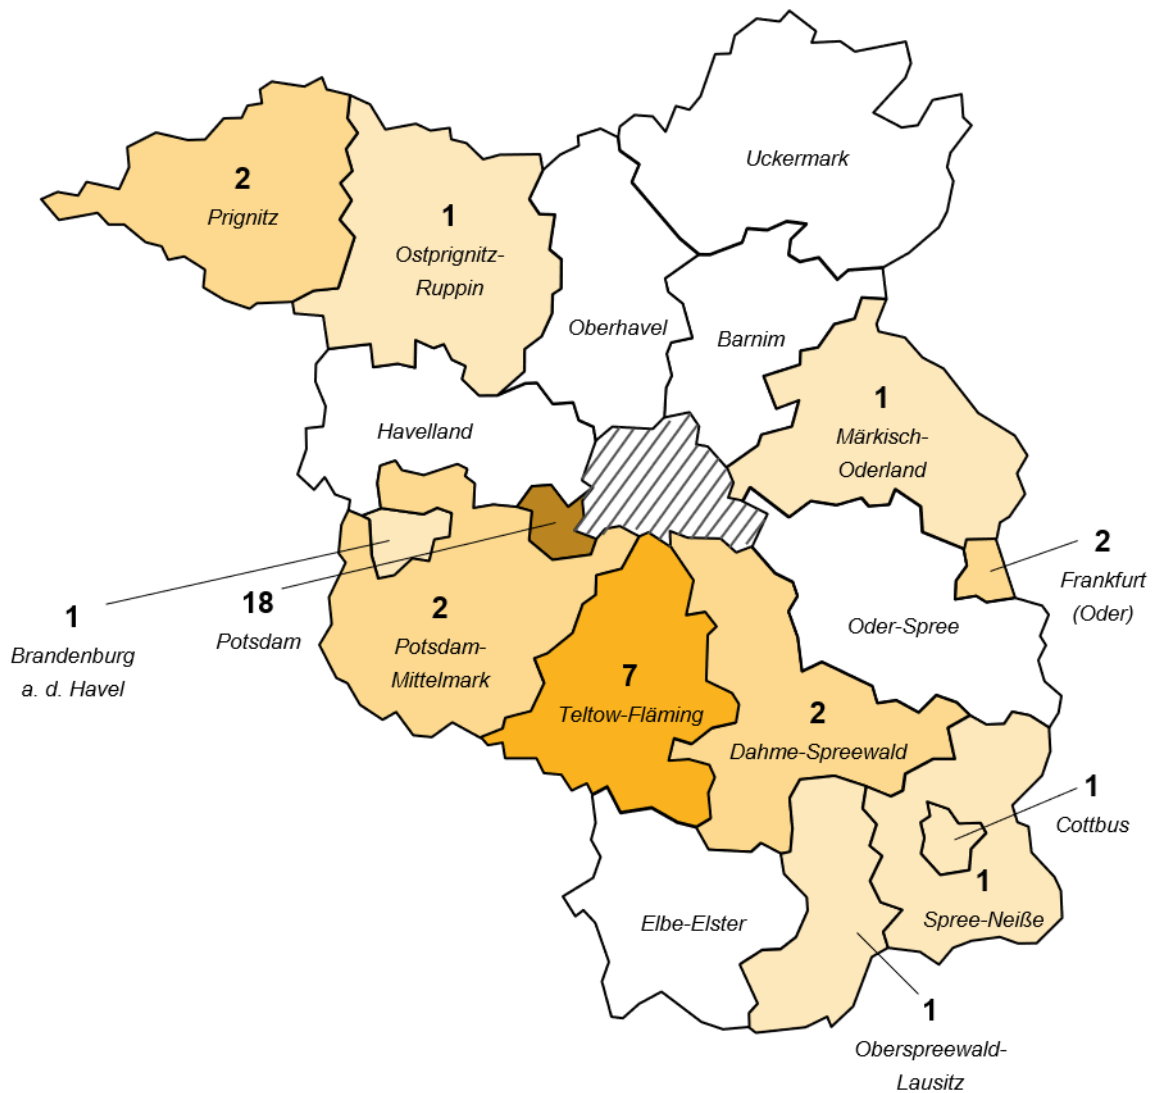 Uckermark
2
Prignitz
1
Ostprignitz-
Ruppin
Oberhavel
Barnim
1
Märkisch-
Oderland
Havelland
2
Frankfurt
(Oder)
1
Brandenburg
a. d. Havel
18
Potsdam
2
Potsdam-
Mittelmark
Oder-Spree
7
Teltow-Fläming
2
Dahme-Spreewald
1
Cottbus
1
Spree-Neiße
Elbe-Elster
1
Oberspreewald-
Lausitz